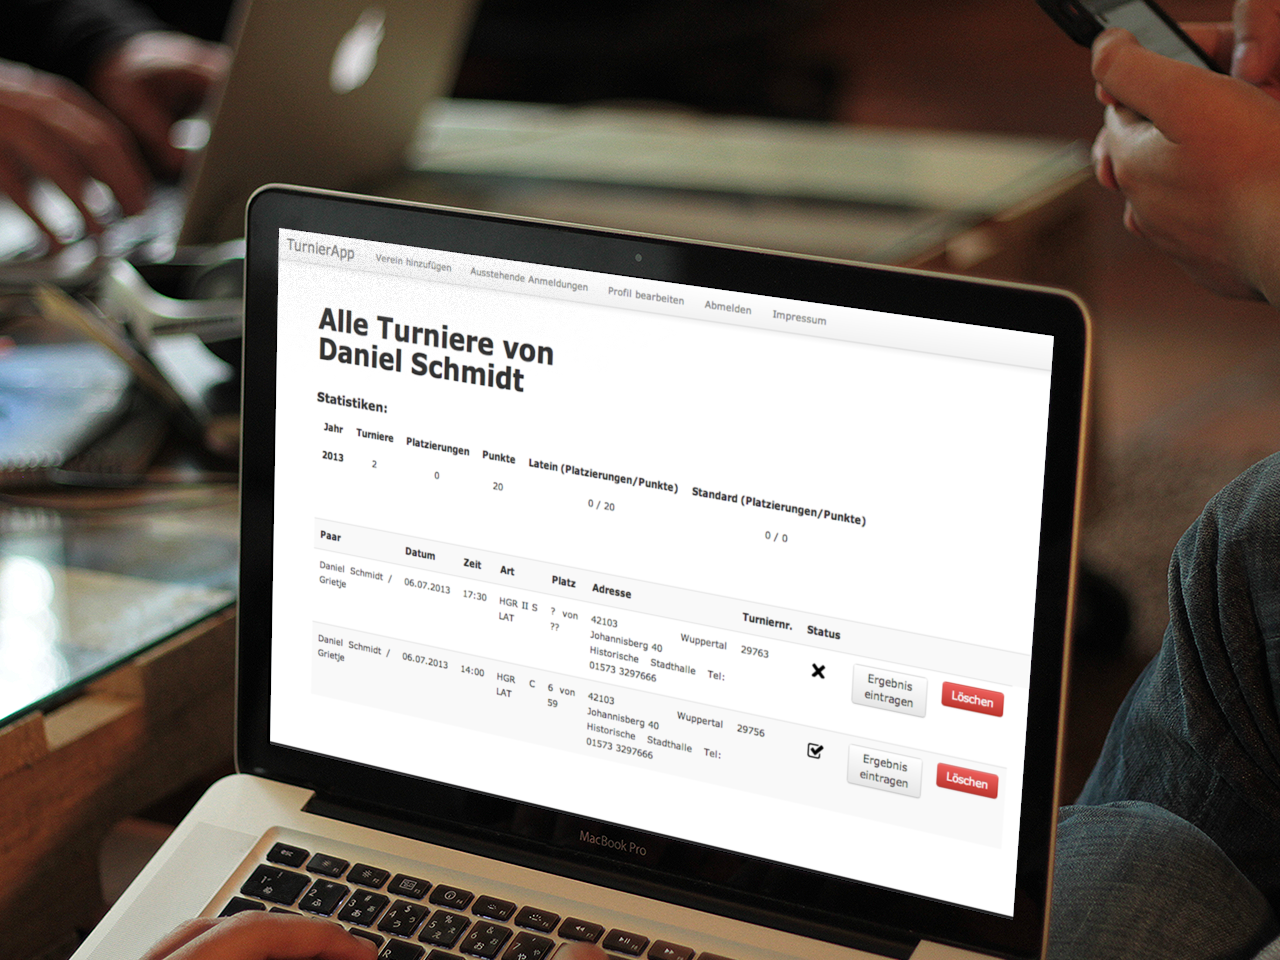 TurnierApp Verein hinzufügen Ausstehende Anmeldungen Profil bearbeiten Abmelden Impressum
Alle Turniere von
Daniel Schmidt
Statistiken:
Jahr Turniere Platzierungen Punkte Latein (Platzierungen/Punkte) Standard (Platzierungen/Punkte)
2013 2 0 20 0 / 20 0 / 0
Paar Datum Zeit Art Platz Adresse Turniernr. Status
Daniel Schmidt / 06.07.2013 17:30 HGR II S ? von 42103 Wuppertal 29763
Grietje LAT ?? Johannisberg 40
Historische Stadthalle Tel:
01573 3297666
Ergebnis
eintragen
Löschen
Daniel Schmidt / 06.07.2013 14:00 HGR C 6 von 42103 Wuppertal 29756
Grietje LAT 59 Johannisberg 40
Historische Stadthalle Tel:
01573 3297666
Ergebnis
eintragen
Löschen
MacBook Pro
esc